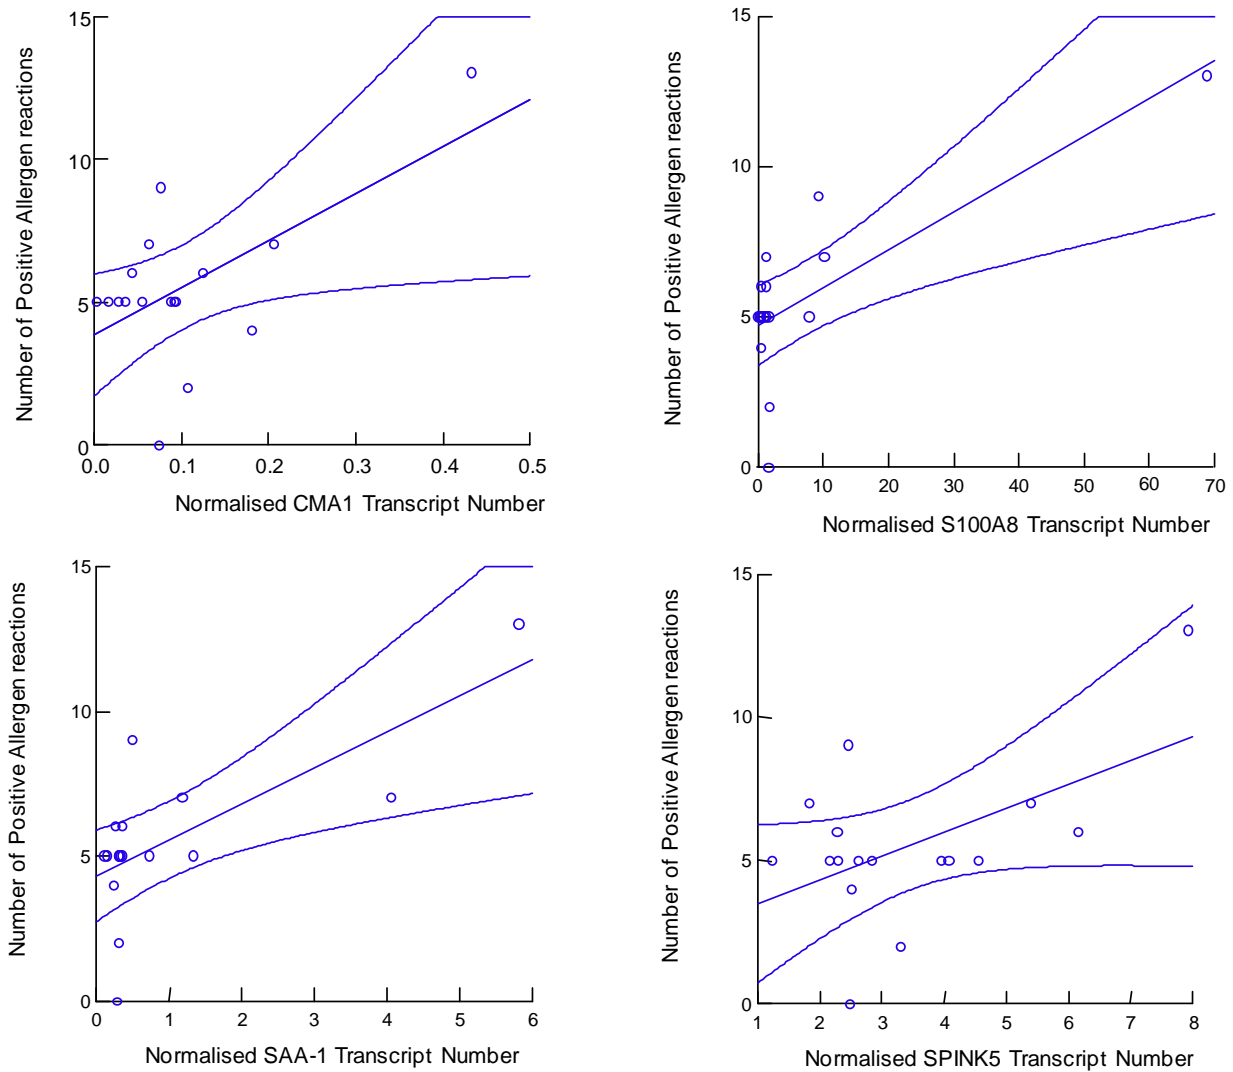 Number of Positive Allergen reactions
15
10
5
0
0.0 0.1 0.2 0.3 0.4 0.5
Normalised CMA1 Transcript Number
Number of Positive Allergen reactions
15
10
5
0
0 10 20 30 40 50 60 70
Normalised S100A8 Transcript Number
Number of Positive Allergen reactions
15
10
5
0
0 1 2 3 4 5 6
Normalised SAA-1 Transcript Number
Number of Positive Allergen reactions
15
10
5
0
1 2 3 4 5 6 7 8
Normalised SPINK5 Transcript Number